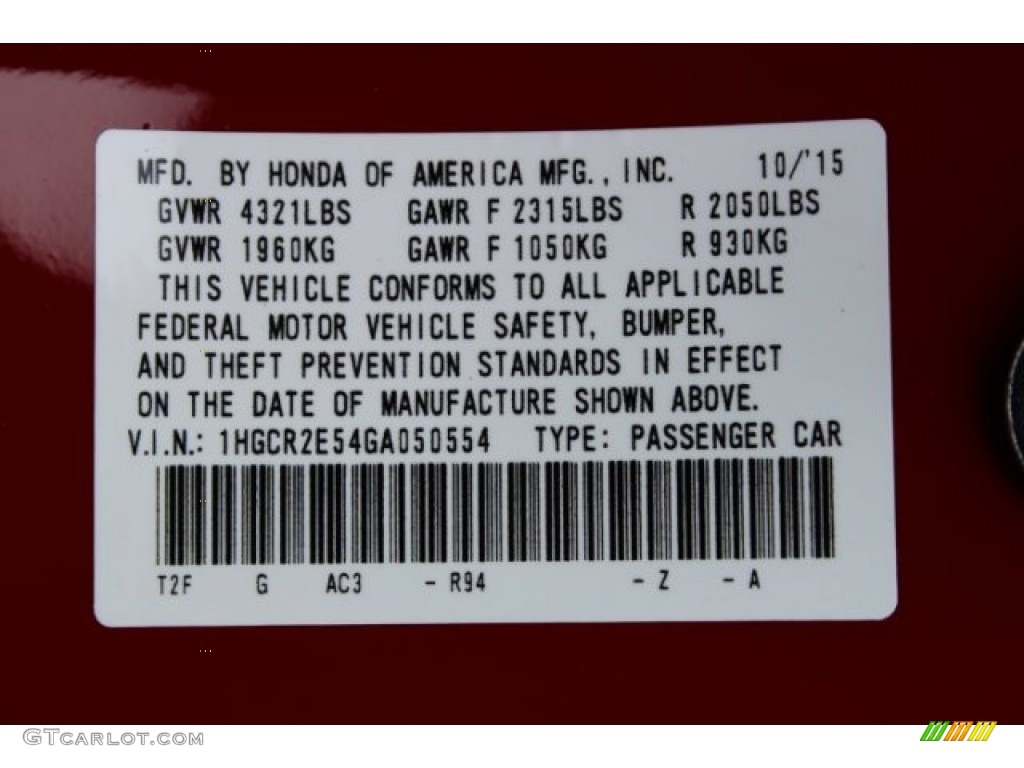 MFD. BY HONDA OF AMERICA MFG., INC. 10/'15
GVWR 4321LBS GAWR F 2315LBS R 2050LBS
GVWR 1960KG GAWR F 1050KG R 930KG
THIS VEHICLE CONFORMS TO ALL APPLICABLE
FEDERAL MOTOR VEHICLE SAFETY, BUMPER,
AND THEFT PREVENTION STANDARDS IN EFFECT
ON THE DATE OF MANUFACTURE SHOWN ABOVE.
V.I.N.: 1HGCR2E54GA050554 TYPE: PASSENGER CAR
T2F G AC3 - R94 - Z - A
GTCARLOT.COM